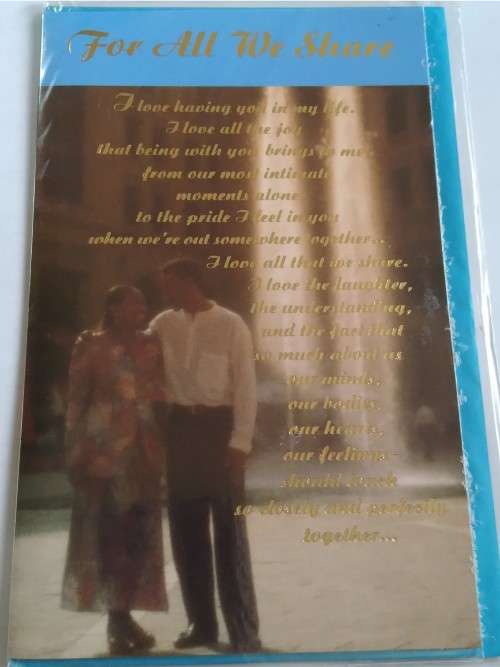 For All We Share
I love having you in my life.
I love all the joy
that being with you brings to me,
from our most intimate
moments alone
to the pride I feel in you
when we're out somewhere together...
I love all that we share.
I love the laughter,
the understanding,
and the fact that
so much about us
our minds,
our bodies,
our hearts,
our feelings-
should
so closely and perfectly
together...